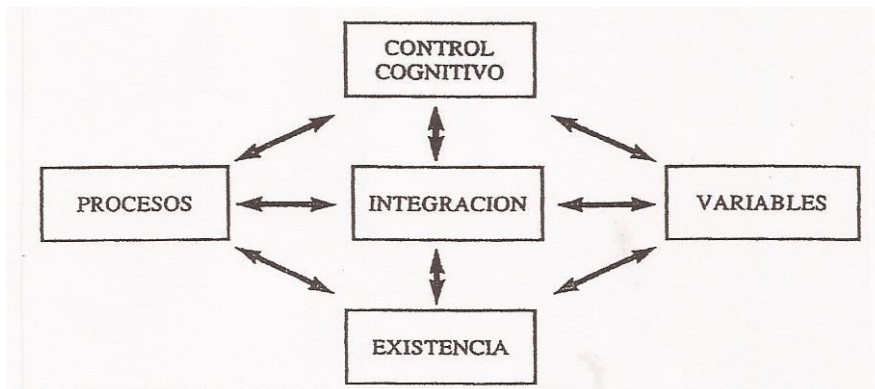 CONTROL
COGNITIVO
PROCESOS
INTEGRACION
VARIABLES
EXISTENCIA